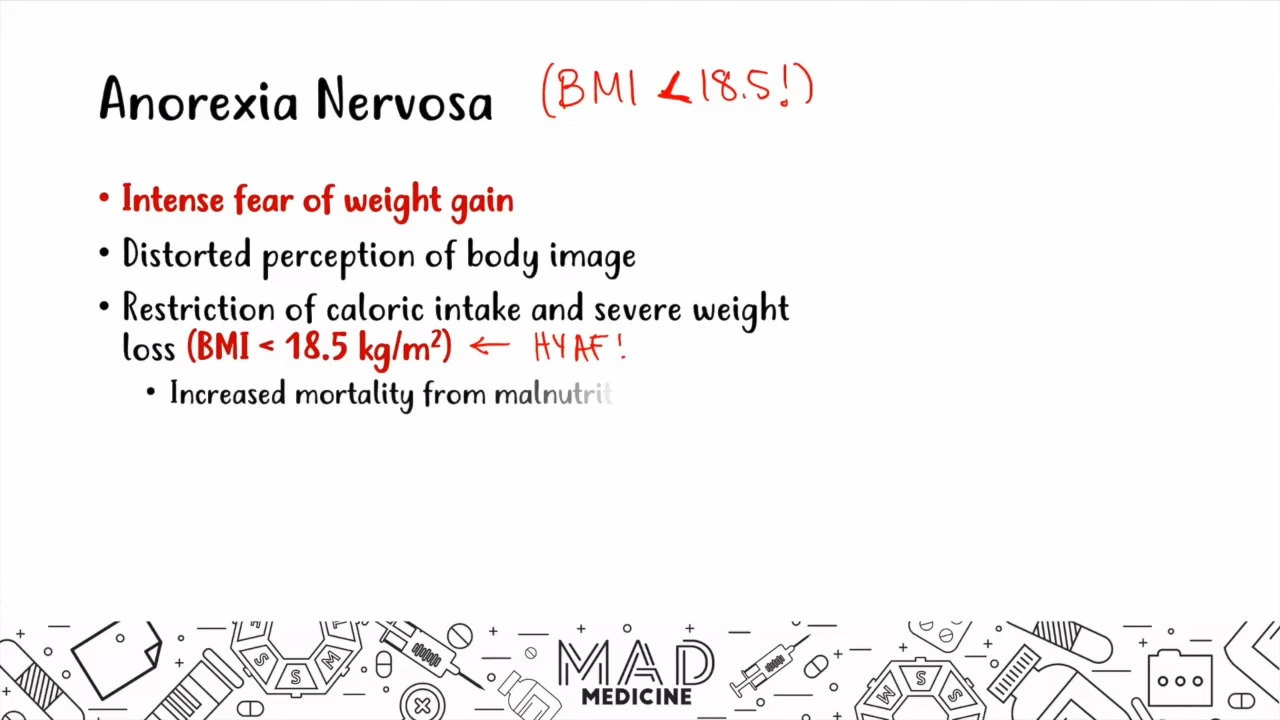 Anorexia Nervosa (BMI < 18.5!)
• Intense fear of weight gain
• Distorted perception of body image
• Restriction of caloric intake and severe weight
loss (BMI < 18.5 kg/m²) ← HYAF!
• Increased mortality from malnutrit
MAD
MEDICINE